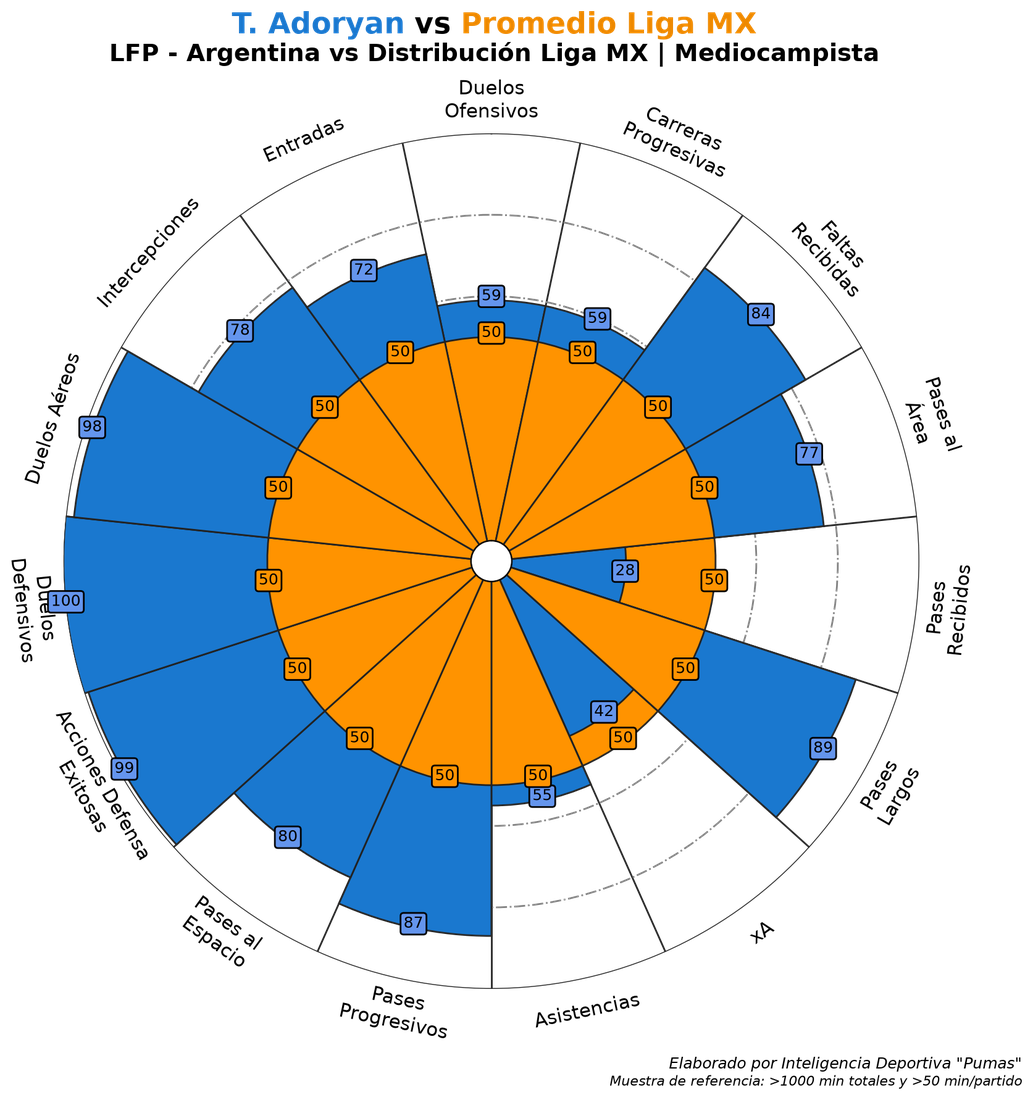 T. Adoryan vs Promedio Liga MX
LFP - Argentina vs Distribución Liga MX | Mediocampista
Duelos
Ofensivos
59
50
Carreras
Progresivas
59
50
Faltas
Recibidas
84
50
Pases al
Área
77
50
Pases
Recibidos
28
50
Pases
Largos
89
50
xA
42
50
Asistencias
50
55
Pases
Progresivos
87
50
Pases al
Espacio
80
50
Acciones Defensa
Exitosas
99
50
Duelos
Defensivos
100
50
Duelos Aéreos
98
50
Intercepciones
78
50
Entradas
72
50
Elaborado por Inteligencia Deportiva "Pumas"
Muestra de referencia: >1000 min totales y >50 min/partido